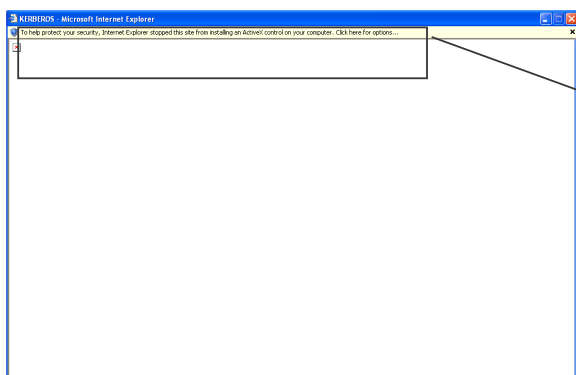 KERBEROS - Microsoft Internet Explorer
To help protect your security, Internet Explorer stopped this site from installing an ActiveX control on your computer. Click here for options...